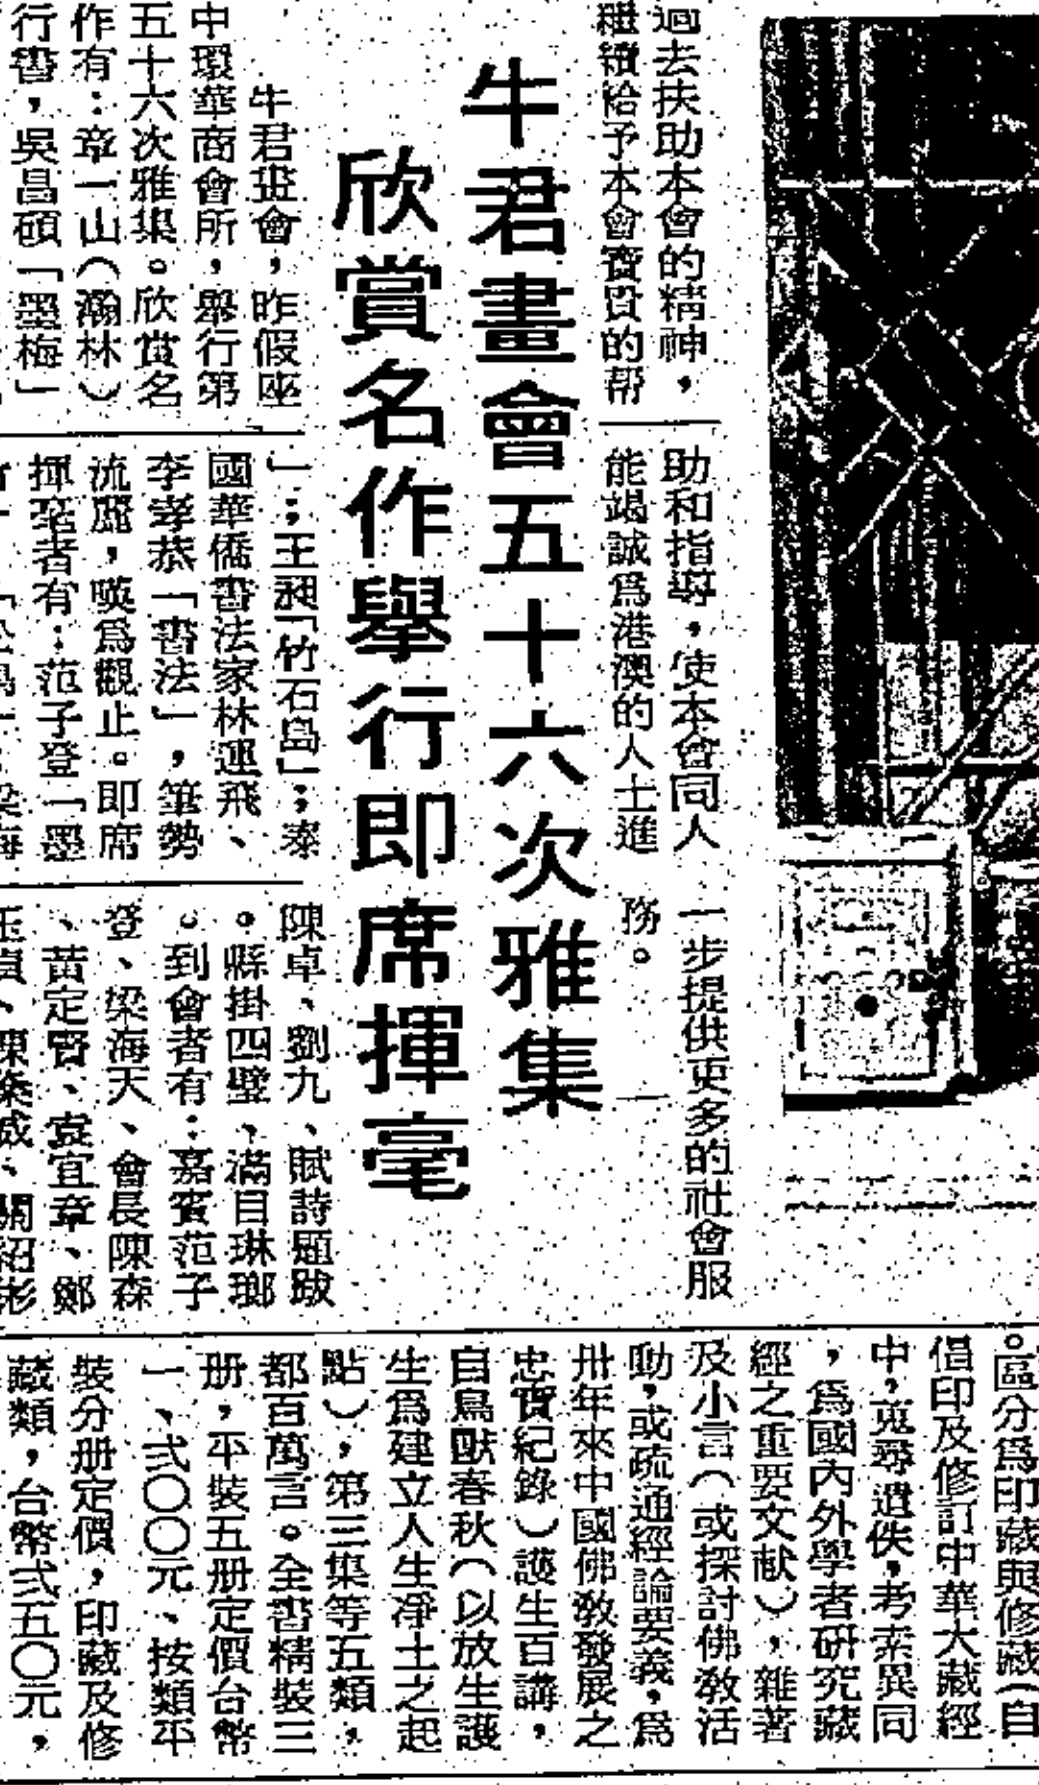 過去扶助本會的精神，
繼續給予本會寶貴的幫
助和指導，使本會同人
能竭誠爲港澳的人士進
一步提供更多的社會服
務。
牛君畫會五十六次雅集
欣賞名作舉行即席揮毫
牛君畫會，昨假座
中環華商會所，舉行第
五十六次雅集。欣賞名
作有：章一山（瀚林）
行書，吳昌碩「墨梅」
」；王昶「竹石島」；泰
國華僑書法家林運飛、
李孝恭「書法」，筆勢
流麗，嘆爲觀止。即席
揮毫者有：范子登「墨
陳卓、劉九、賦詩題跋
。縣掛四壁、滿目琳瑯
。到會者有：嘉賓范子
登、梁海天、會長陳森
、黃定賢、袁宜章、鄭
。區分爲印藏與修藏（自
倡印及修訂中華大藏經
中，蒐尋遺佚，考索異同
，爲國內外學者研究藏
經之重要文献），雜著
及小言（或探討佛教活
動，或疏通經論要義，爲
卅年來中國佛教發展之
忠實紀錄）護生百講，
自鳥獸春秋（以放生護
生爲建立人生凈土之起
點），第三集等五類，
都百萬言。全書精裝三
册，平裝五册定價台幣
一、弍〇〇元、按類平
裝分册定價，印藏及修
藏類，台幣弍五〇元，